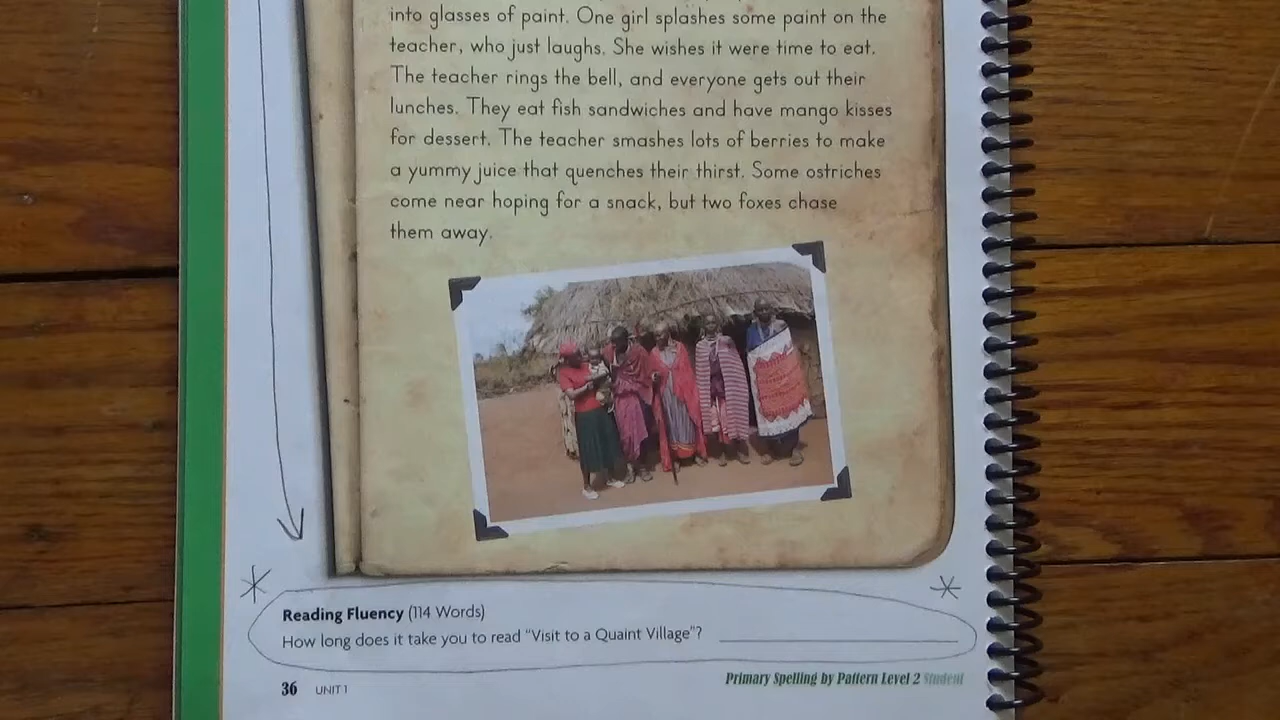 into glasses of paint. One girl splashes some paint on the
teacher, who just laughs. She wishes it were time to eat.
The teacher rings the bell, and everyone gets out their
lunches. They eat fish sandwiches and have mango kisses
for dessert. The teacher smashes lots of berries to make
a yummy juice that quenches their thirst. Some ostriches
come near hoping for a snack, but two foxes chase
them away.
Reading Fluency (114 Words)
How long does it take you to read “Visit to a Quaint Village”?
36 UNIT 1
Primary Spelling by Pattern Level 2 Student